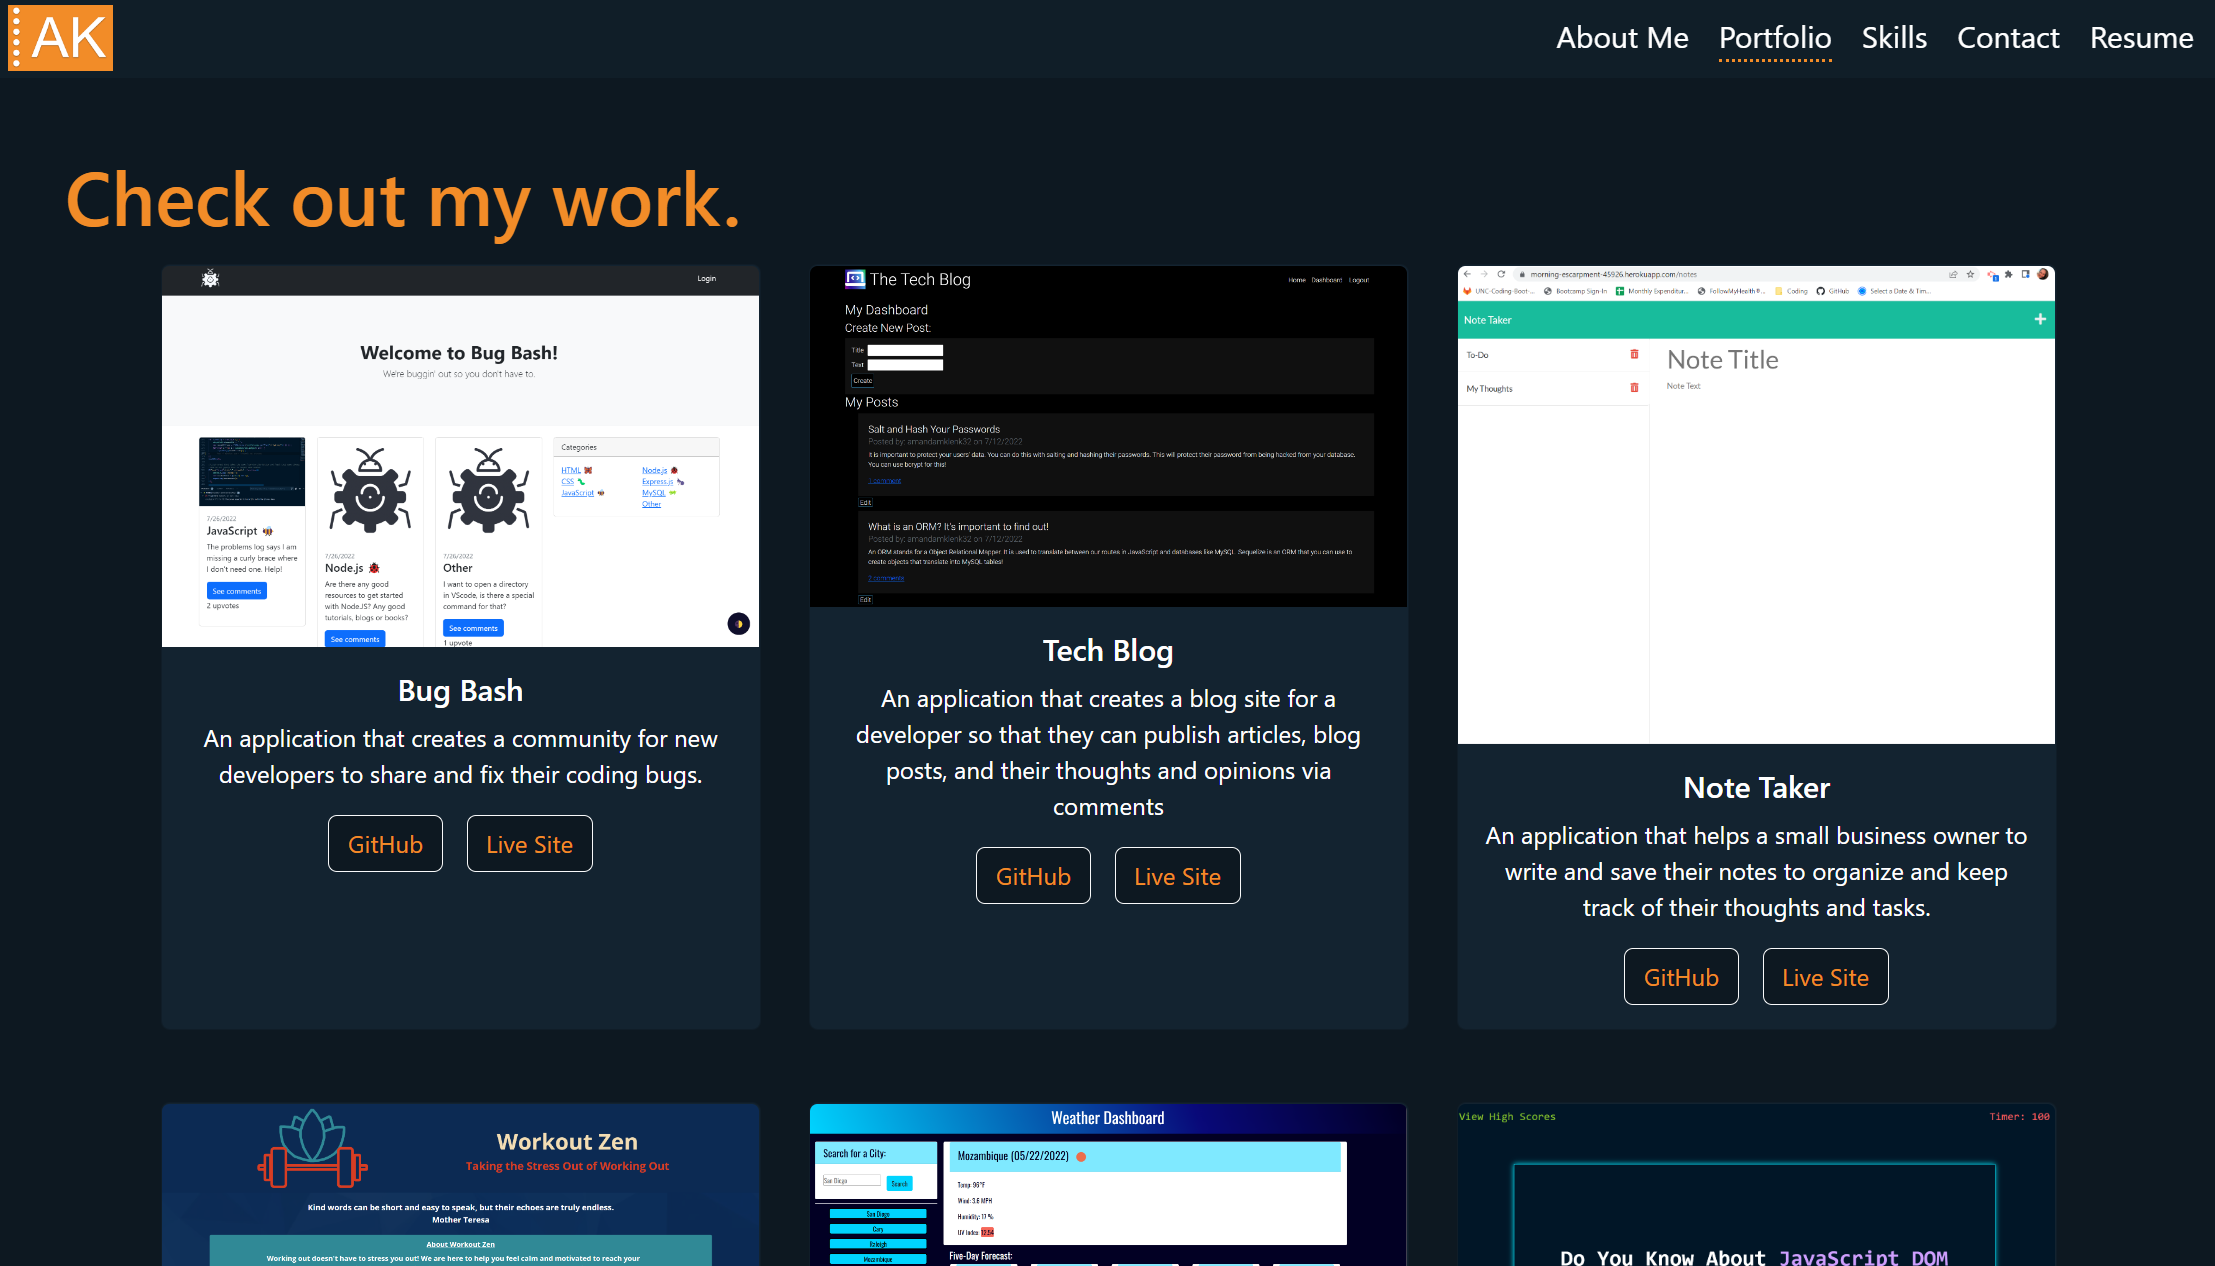 AK
About Me
Portfolio
Skills
Contact
Resume
Check out my work.
Login
Welcome to Bug Bash!
We're buggin' out so you don't have to.
7/26/2022
JavaScript
The problems log says I am
missing a curly brace where
I don't need one. Help!
See comments
2 upvotes
7/26/2022
Node.js
Are there any good
resources to get started
with NodeJS? Any good
tutorials, blogs or books?
See comments
7/26/2022
Other
I want to open a directory
in VScode, is there a special
command for that?
See comments
1 upvote
Categories
HTML
CSS
JavaScript
Node.js
Express.js
MySQL
Other
Bug Bash
An application that creates a community for new
developers to share and fix their coding bugs.
GitHub
Live Site
The Tech Blog
Home
Dashboard
Logout
My Dashboard
Create New Post:
Title
Text
Create
My Posts
Salt and Hash Your Passwords
Posted by: amandamklenk32 on 7/12/2022
It is important to protect your users' data. You can do this with salting and hashing their passwords. This will protect their password from being hacked from your database.
You can use bcrypt for this!
1 comment
Edit
What is an ORM? It's important to find out!
Posted by: amandamklenk32 on 7/12/2022
An ORM stands for a Object Relational Mapper. It is used to translate between our routes in JavaScript and databases like MySQL. Sequelize is an ORM that you can use to
create objects that translate into MySQL tables!
2 comments
Edit
Tech Blog
An application that creates a blog site for a
developer so that they can publish articles, blog
posts, and their thoughts and opinions via
comments
GitHub
Live Site
morning-escarpment-45926.herokuapp.com/notes
UNC-Coding-Boot-...
Bootcamp Sign-In
Monthly Expenditur...
FollowMyHealth ®...
Coding
GitHub
Select a Date & Tim...
Note Taker
To-Do
My Thoughts
Note Title
Note Text
Note Taker
An application that helps a small business owner to
write and save their notes to organize and keep
track of their thoughts and tasks.
GitHub
Live Site
Workout Zen
Taking the Stress Out of Working Out
Kind words can be short and easy to speak, but their echoes are truly endless.
Mother Teresa
About Workout Zen
Working out doesn't have to stress you out! We are here to help you feel calm and motivated to reach your
Weather Dashboard
Search for a City:
San Diego
Search
San Diego
Cary
Raleigh
Mozambique
Mozambique (05/22/2022)
Temp: 96°F
Wind: 3.6 MPH
Humidity: 17 %
UV Index: 12.54
Five-Day Forecast:
View High Scores
Timer: 100
Do You Know About JavaScript DOM